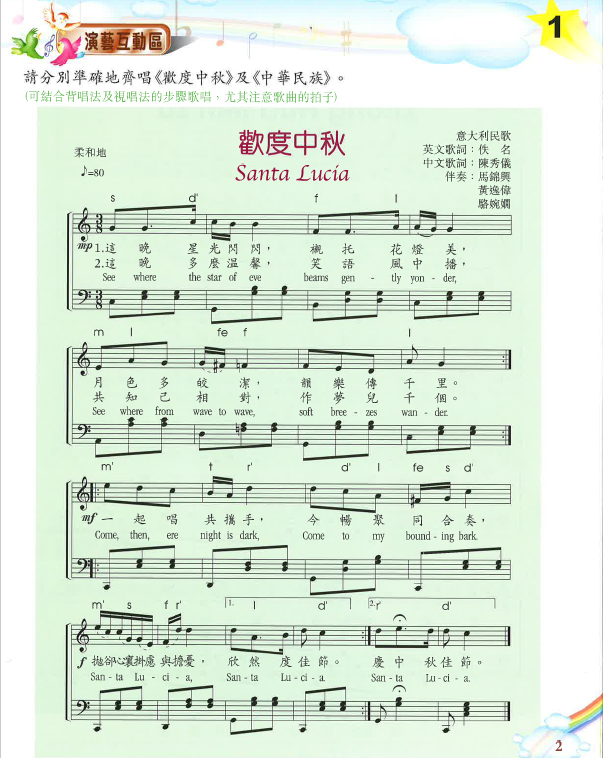 演藝互動區
1
請分別準確地齊唱《歡度中秋》及《中華民族》。
(可結合背唱法及視唱法的步驟歌唱,尤其注意歌曲的拍子)
歡度中秋
Santa Lucia
柔和地
♪=80
意大利民歌
英文歌詞:佚 名
中文歌詞:陳秀儀
伴奏:馬錦興
黃逸偉
駱婉嫻
s d' f l
3 8
mp 1.這 晚 星 光 閃 閃, 襯 托 花 燈 美,
2.這 晚 多 麼 溫 馨, 笑 語 風 中 播,
See where the star of eve beams gen - tly yon - der,
3 8
m l fe f l
月 色 多 皎 潔, 韻 樂 傳 千 里。
共 知 己 相 對, 作 夢 兒 千 個。
See where from wave to wave, soft bree - zes wan - der.
m' t r' d' l fe s d'
mf 一 起 唱 共 攜 手, 今 暢 聚 同 合 奏,
Come, then, ere night is dark, Come to my bound - ing bark.
m' s f r' 1. l d' 2. r' d'
f 拋卻心裏掛慮與擔憂, 欣 然 度 佳 節。 慶 中 秋 佳 節。
San - ta Lu - ci - a, San - ta Lu - ci - a. San - ta Lu - ci - a.
2